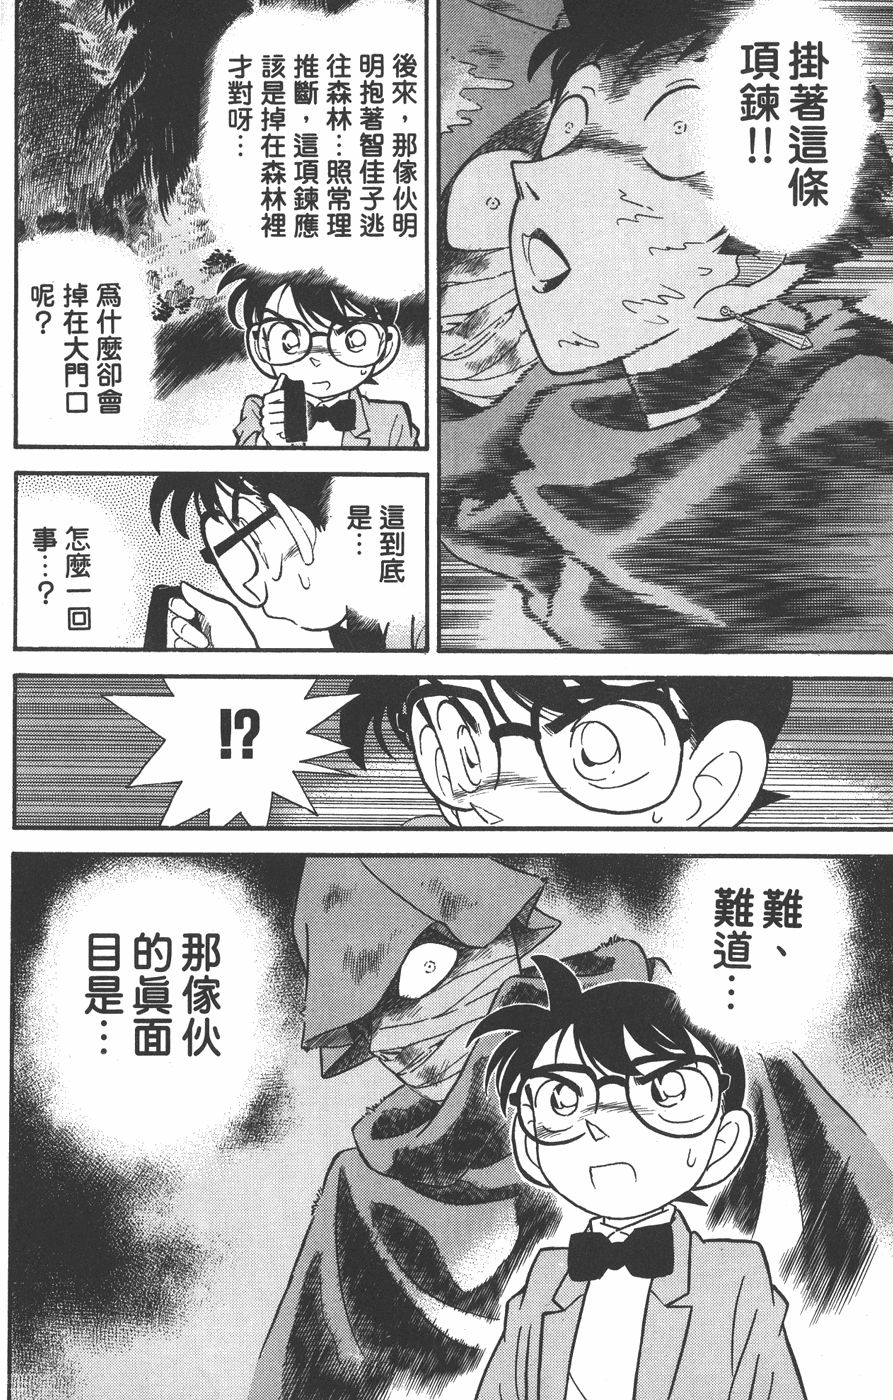 掛著這條
項鍊!!
後來，那傢伙明
明抱著智佳子逃
往森林…照常理
推斷，這項鍊應
該是掉在森林裡
才對呀…
爲什麼卻會
掉在大門口
呢？
這到底
是…
怎麼一回
事…？
!?
難、
難道…
那傢伙
的眞面
目是…